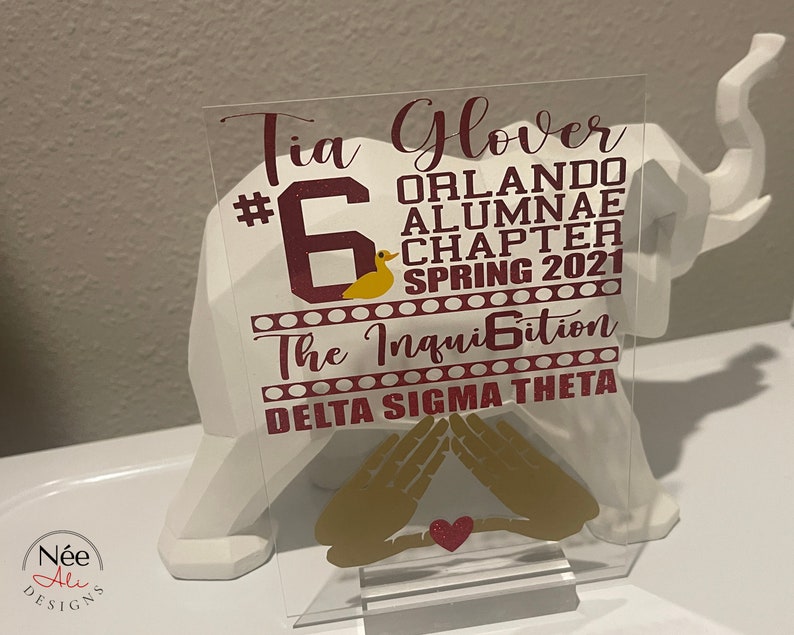 Tia Glover
#6
ORLANDO
ALUMNAE
CHAPTER
SPRING 2021
The Inqui6ition
DELTA SIGMA THETA
Née
Ali
DESIGNS